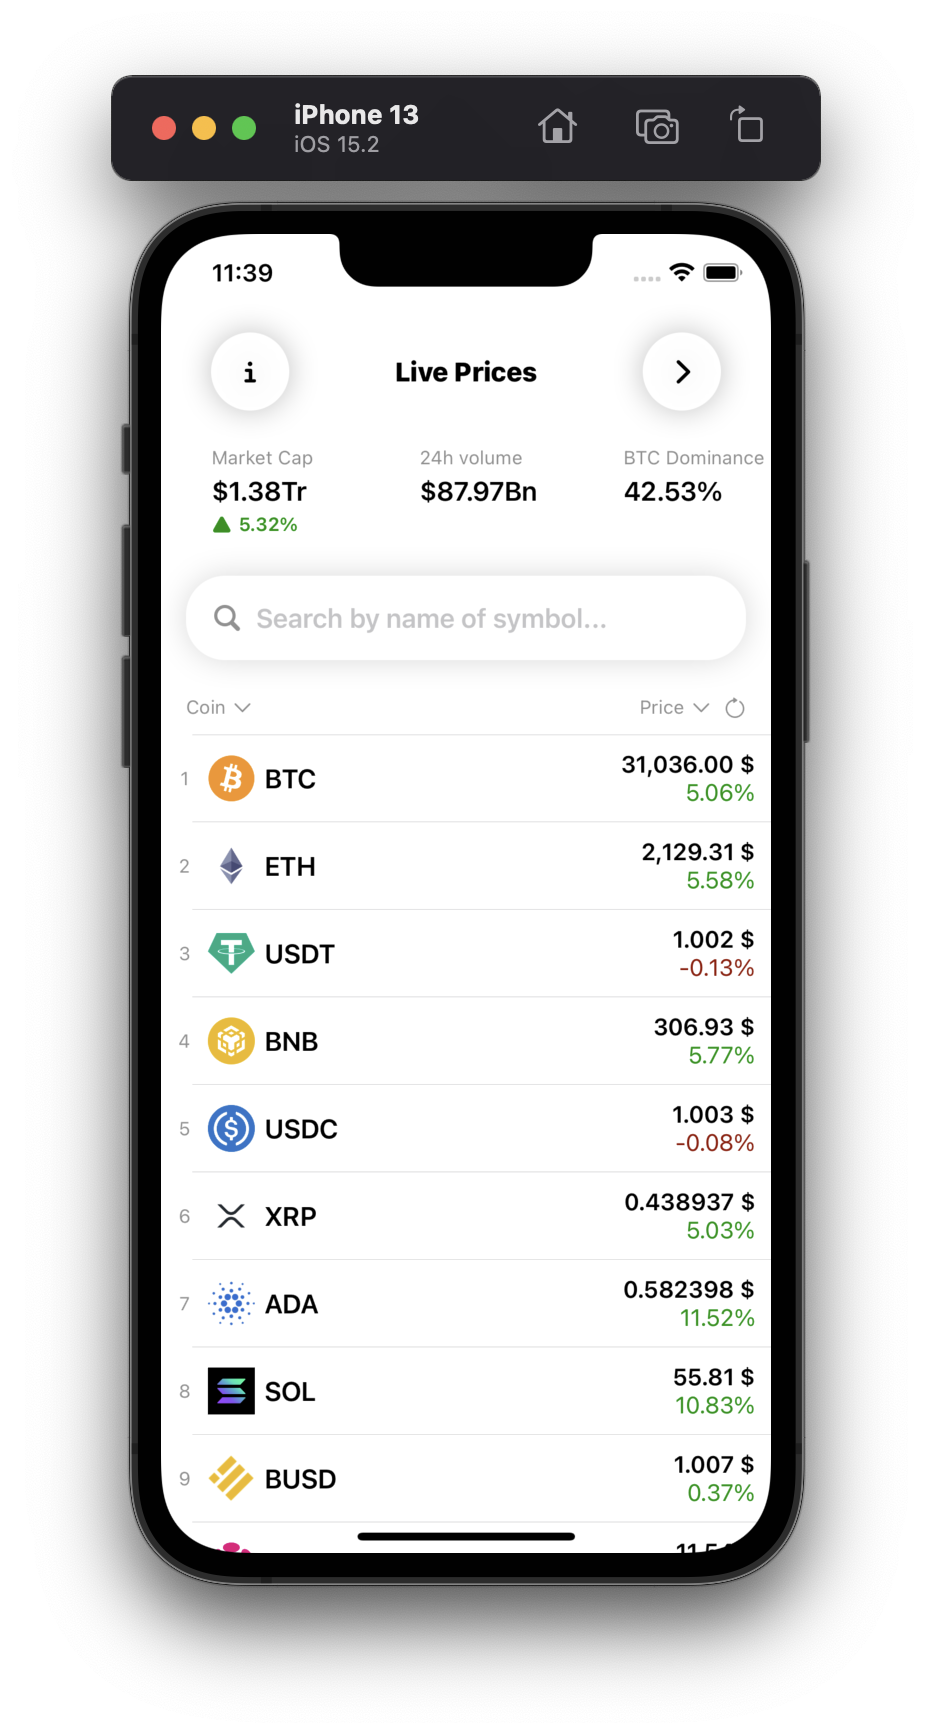 iPhone 13
iOS 15.2
11:39
i
Live Prices
Market Cap 24h volume BTC Dominance
$1.38Tr $87.97Bn 42.53%
5.32%
Search by name of symbol...
Coin Price
1 BTC 31,036.00 $
5.06%
2 ETH 2,129.31 $
5.58%
3 USDT 1.002 $
-0.13%
4 BNB 306.93 $
5.77%
5 USDC 1.003 $
-0.08%
6 XRP 0.438937 $
5.03%
7 ADA 0.582398 $
11.52%
8 SOL 55.81 $
10.83%
9 BUSD 1.007 $
0.37%